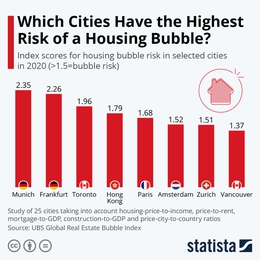 Which Cities Have the Highest
Risk of a Housing Bubble?
Index scores for housing bubble risk in selected cities
in 2020 (>1.5=bubble risk)
2.35
2.26
1.96
1.79
1.68
1.52
1.51
1.37
Munich
Frankfurt
Toronto
Hong
Kong
Paris
Amsterdam
Zurich
Vancouver
Study of 25 cities taking into account housing-price-to-income, price-to-rent,
mortgage-to-GDP, construction-to-GDP and price-city-to-country ratios
Source: UBS Global Real Estate Bubble Index
statista